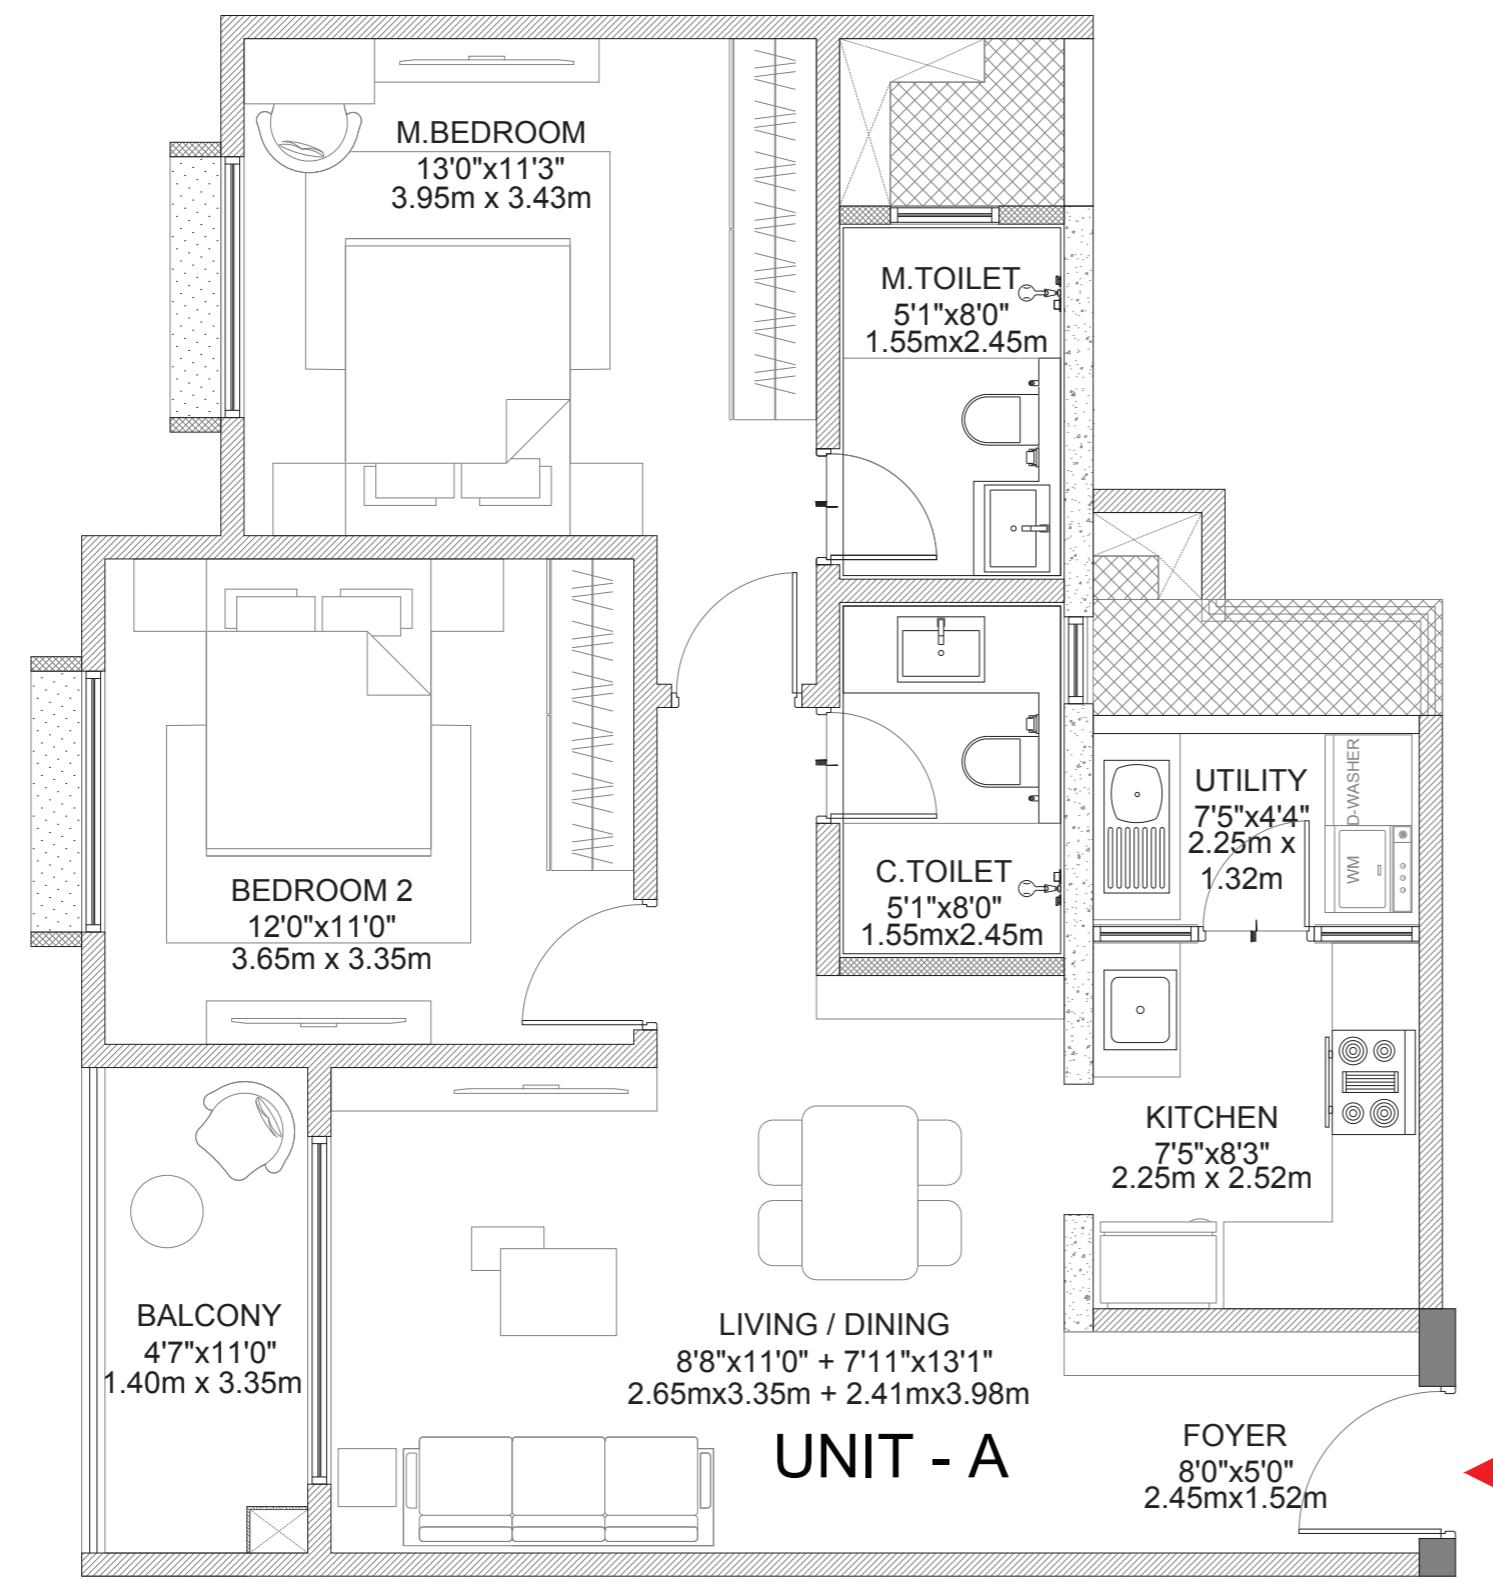 M.BEDROOM
13'0"x11'3"
3.95m x 3.43m
M.TOILET
5'1"x8'0"
1.55mx2.45m
UTILITY
7'5"x4'4"
2.25m x
1.32m
D-WASHER
WM
C.TOILET
5'1"x8'0"
1.55mx2.45m
BEDROOM 2
12'0"x11'0"
3.65m x 3.35m
KITCHEN
7'5"x8'3"
2.25m x 2.52m
BALCONY
4'7"x11'0"
1.40m x 3.35m
LIVING / DINING
8'8"x11'0" + 7'11"x13'1"
2.65mx3.35m + 2.41mx3.98m
UNIT - A
FOYER
8'0"x5'0"
2.45mx1.52m